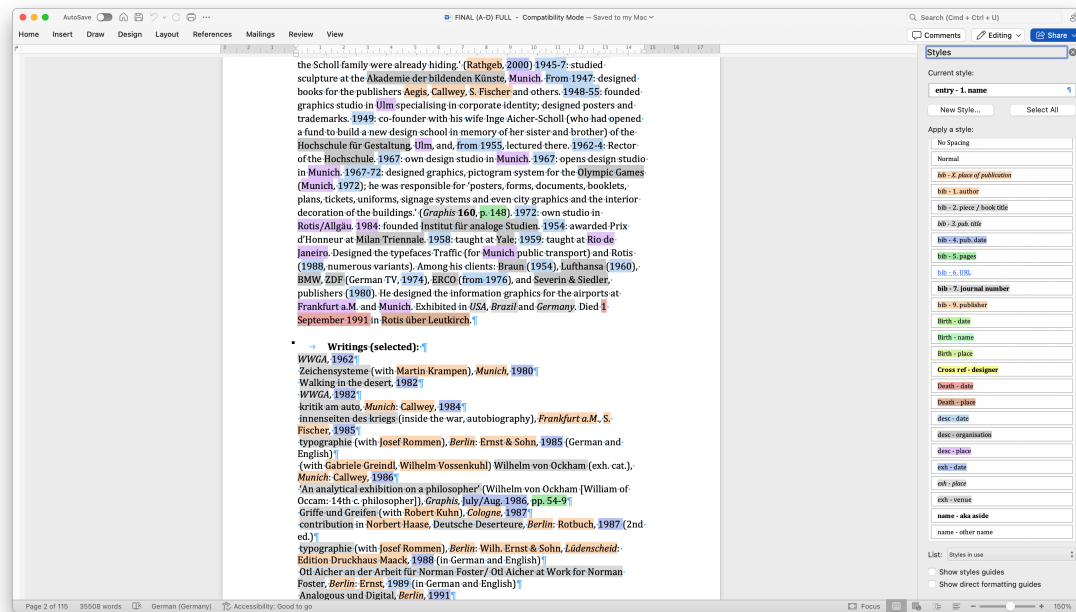 AutoSave
FINAL (A-D) FULL - Compatibility Mode — Saved to my Mac
Search (Cmd + Ctrl + U)
Home Insert Draw Design Layout References Mailings Review View
Comments Editing Share
the Scholl family were already hiding.' (Rathgeb, 2000) 1945-7: studied
sculpture at the Akademie der bildenden Künste, Munich. From 1947: designed
books for the publishers Aegis, Callwey, S. Fischer and others. 1948-55: founded
graphics studio in Ulm specialising in corporate identity; designed posters and
trademarks. 1949: co-founder with his wife Inge Aicher-Scholl (who had opened
a fund to build a new design school in memory of her sister and brother) of the
Hochschule für Gestaltung, Ulm, and, from 1955, lectured there. 1962-4: Rector
of the Hochschule. 1967: own design studio in Munich. 1967: opens design studio
in Munich. 1967-72: designed graphics, pictogram system for the Olympic Games
(Munich, 1972); he was responsible for 'posters, forms, documents, booklets,
plans, tickets, uniforms, signage systems and even city graphics and the interior
decoration of the buildings.' (Graphis 160, p. 148). 1972: own studio in
Rotis/Allgäu. 1984: founded Institut für analoge Studien. 1954: awarded Prix
d'Honneur at Milan Triennale. 1958: taught at Yale; 1959: taught at Rio de
Janeiro. Designed the typefaces Traffic (for Munich public transport) and Rotis
(1988, numerous variants). Among his clients: Braun (1954), Lufthansa (1960),
BMW, ZDF (German TV, 1974), ERCO (from 1976), and Severin & Siedler,
publishers (1980). He designed the information graphics for the airports at
Frankfurt a.M. and Munich. Exhibited in USA, Brazil and Germany. Died 1
September 1991 in Rotis über Leutkirch.¶
→ Writings (selected): ¶
WWGA, 1962¶
Zeichensysteme (with Martin Krampen), Munich, 1980¶
Walking in the desert, 1982¶
WWGA, 1982¶
kritik am auto, Munich: Callwey, 1984¶
innenseiten des kriegs (inside the war, autobiography), Frankfurt a.M., S.
Fischer, 1985¶
typographie (with Josef Rommen), Berlin: Ernst & Sohn, 1985 (German and
English)¶
(with Gabriele Greindl, Wilhelm Vossenkuhl) Wilhelm von Ockham (exh. cat.),
Munich: Callwey, 1986¶
'An analytical exhibition on a philosopher' (Wilhelm von Ockham [William of
Occam: 14th c. philosopher]), Graphis, July/Aug. 1986, pp. 54-9¶
Griffe und Greifen (with Robert Kuhn), Cologne, 1987¶
contribution in Norbert Haase, Deutsche Deserteure, Berlin: Rotbuch, 1987 (2nd
ed.)¶
typographie (with Josef Rommen), Berlin: Wilh. Ernst & Sohn, Lüdenscheid:
Edition Druckhaus Maack, 1988 (in German and English)¶
Otl Aicher an der Arbeit für Norman Foster/ Otl Aicher at Work for Norman
Foster, Berlin: Ernst, 1989 (in German and English)¶
Analogous und Digital, Berlin, 1991¶
Styles
Current style:
entry - 1. name ¶
New Style... Select All
Apply a style:
No Spacing
Normal
bib - X. place of publication
bib - 1. author
bib - 2. piece / book title
bib - 3. pub. title
bib - 4. pub. date
bib - 5. pages
bib - 6. URL
bib - 7. journal number
bib - 9. publisher
Birth - date
Birth - name
Birth - place
Cross ref - designer
Death - date
Death - place
desc - date
desc - organisation
desc - place
exh - date
exh - place
exh - venue
name - aka aside
name - other name
List: Styles in use
Show styles guides
Show direct formatting guides
Page 2 of 115 35508 words German (Germany) Accessibility: Good to go Focus 150%